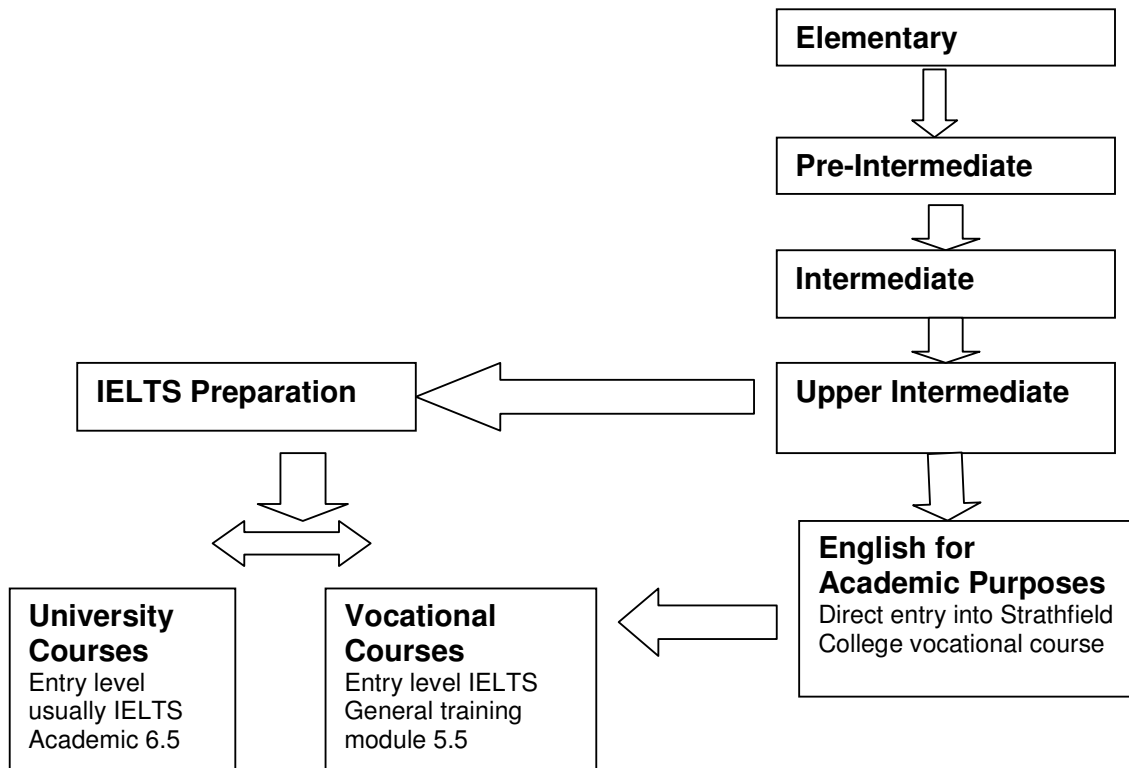 Elementary
Pre-Intermediate
Intermediate
IELTS Preparation
Upper Intermediate
English for
Academic Purposes
Direct entry into Strathfield
College vocational course
University
Courses
Entry level
usually IELTS
Academic 6.5
Vocational
Courses
Entry level IELTS
General training
module 5.5